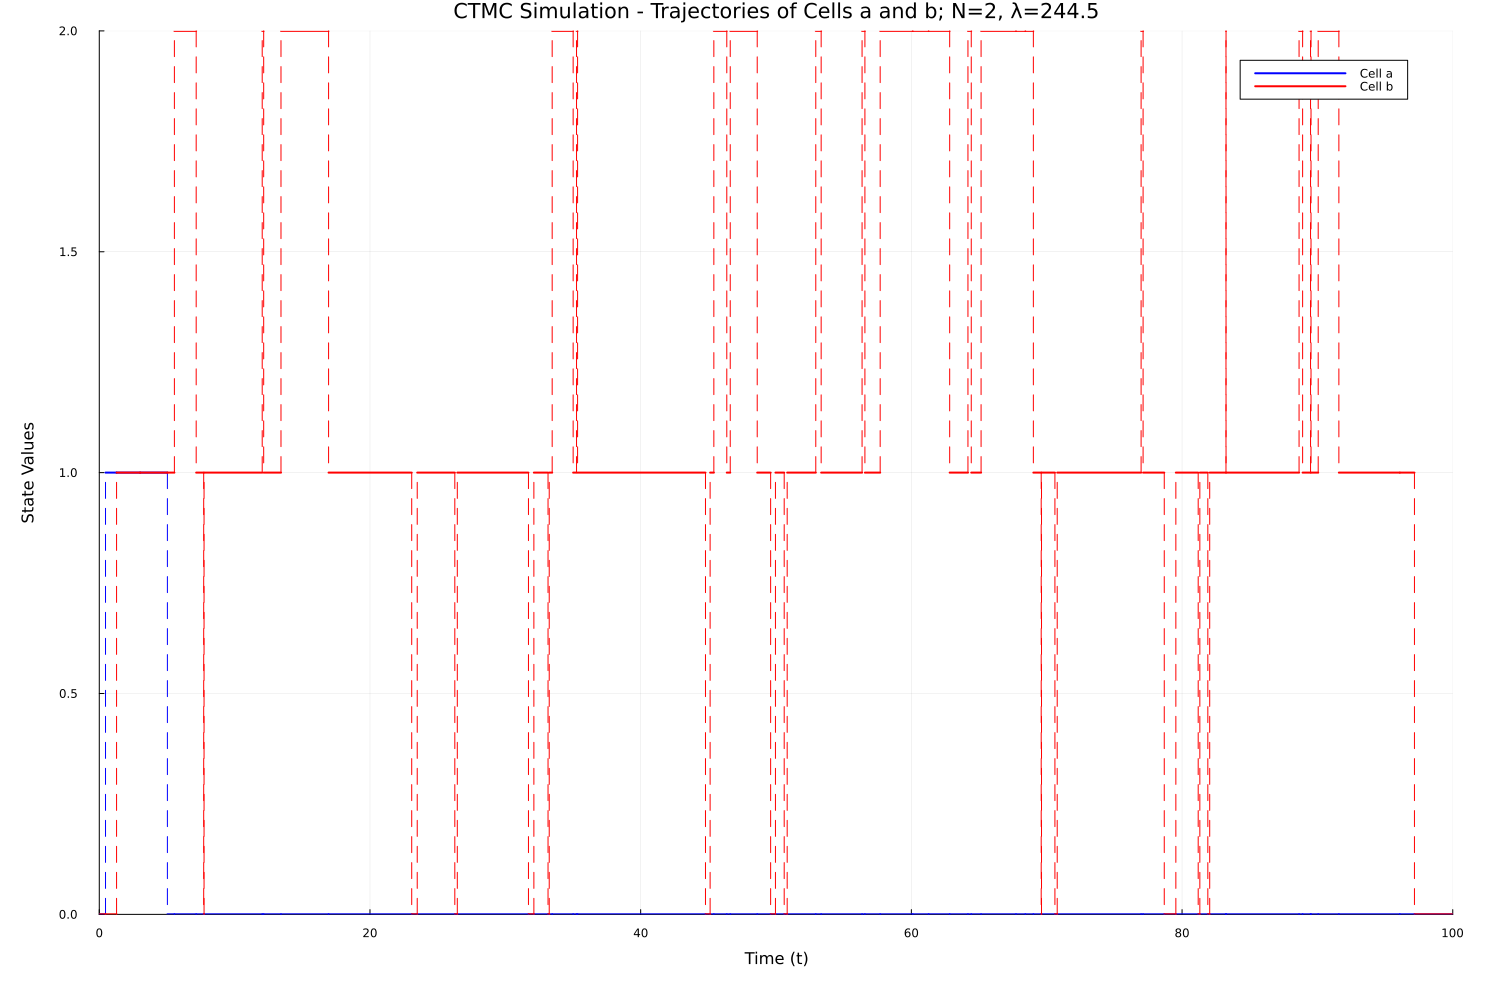 CTMC Simulation - Trajectories of Cells a and b; N=2, λ=244.5
2.0
Cell a
Cell b
1.5
State Values
1.0
0.5
0.0
0 20 40 60 80 100
Time (t)